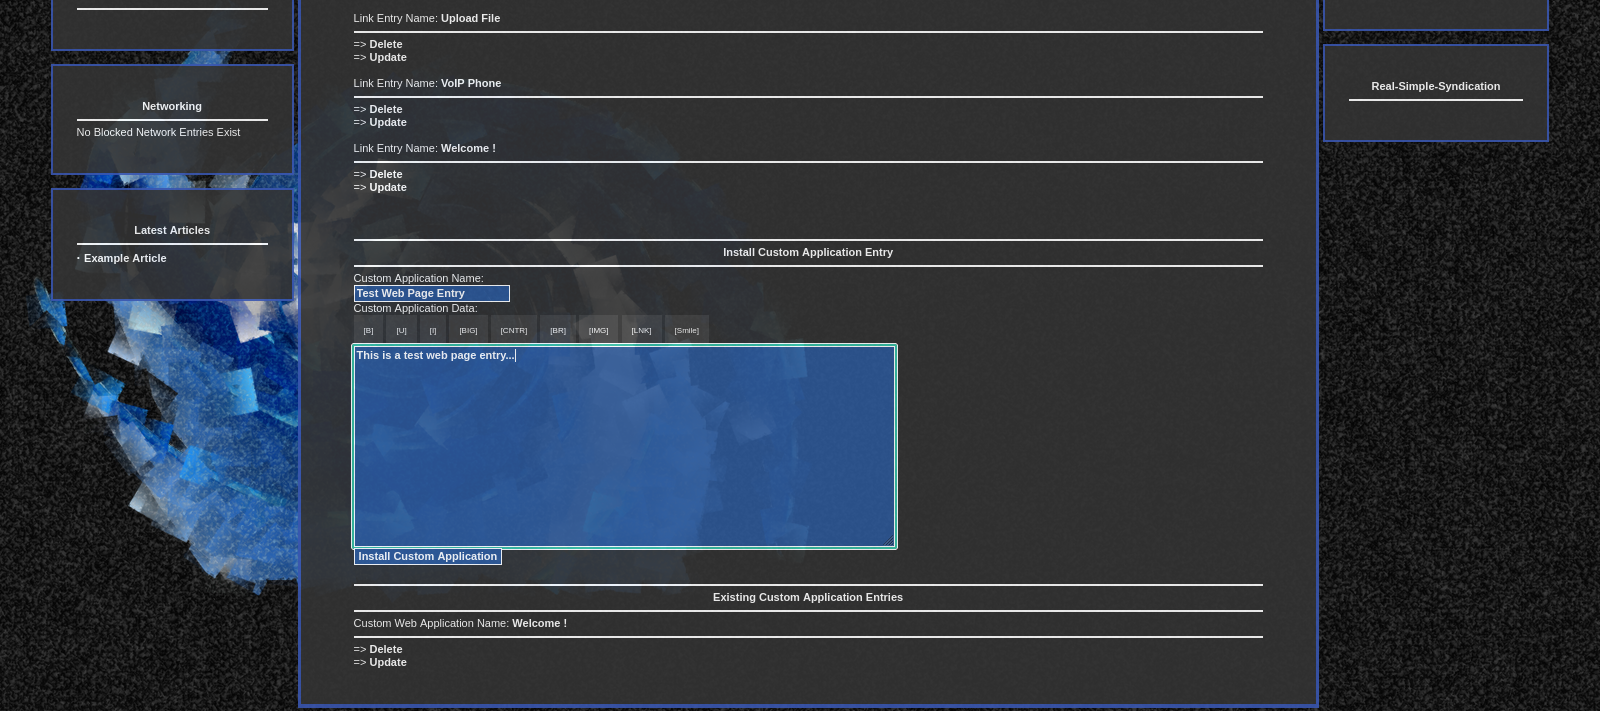 Networking
No Blocked Network Entries Exist
Latest Articles
· Example Article
Link Entry Name: Upload File
=> Delete
=> Update
Link Entry Name: VoIP Phone
=> Delete
=> Update
Link Entry Name: Welcome !
=> Delete
=> Update
Install Custom Application Entry
Custom Application Name:
Test Web Page Entry
Custom Application Data:
[B] [U] [I] [BIG] [CNTR] [BR] [IMG] [LNK] [Smile]
This is a test web page entry...
Install Custom Application
Existing Custom Application Entries
Custom Web Application Name: Welcome !
=> Delete
=> Update
Real-Simple-Syndication